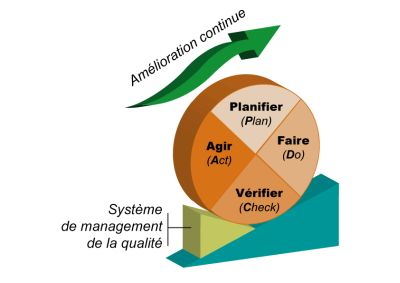 Amélioration continue
Planifier
(Plan)
Faire
(Do)
Agir
(Act)
Vérifier
(Check)
Système
de management
de la qualité